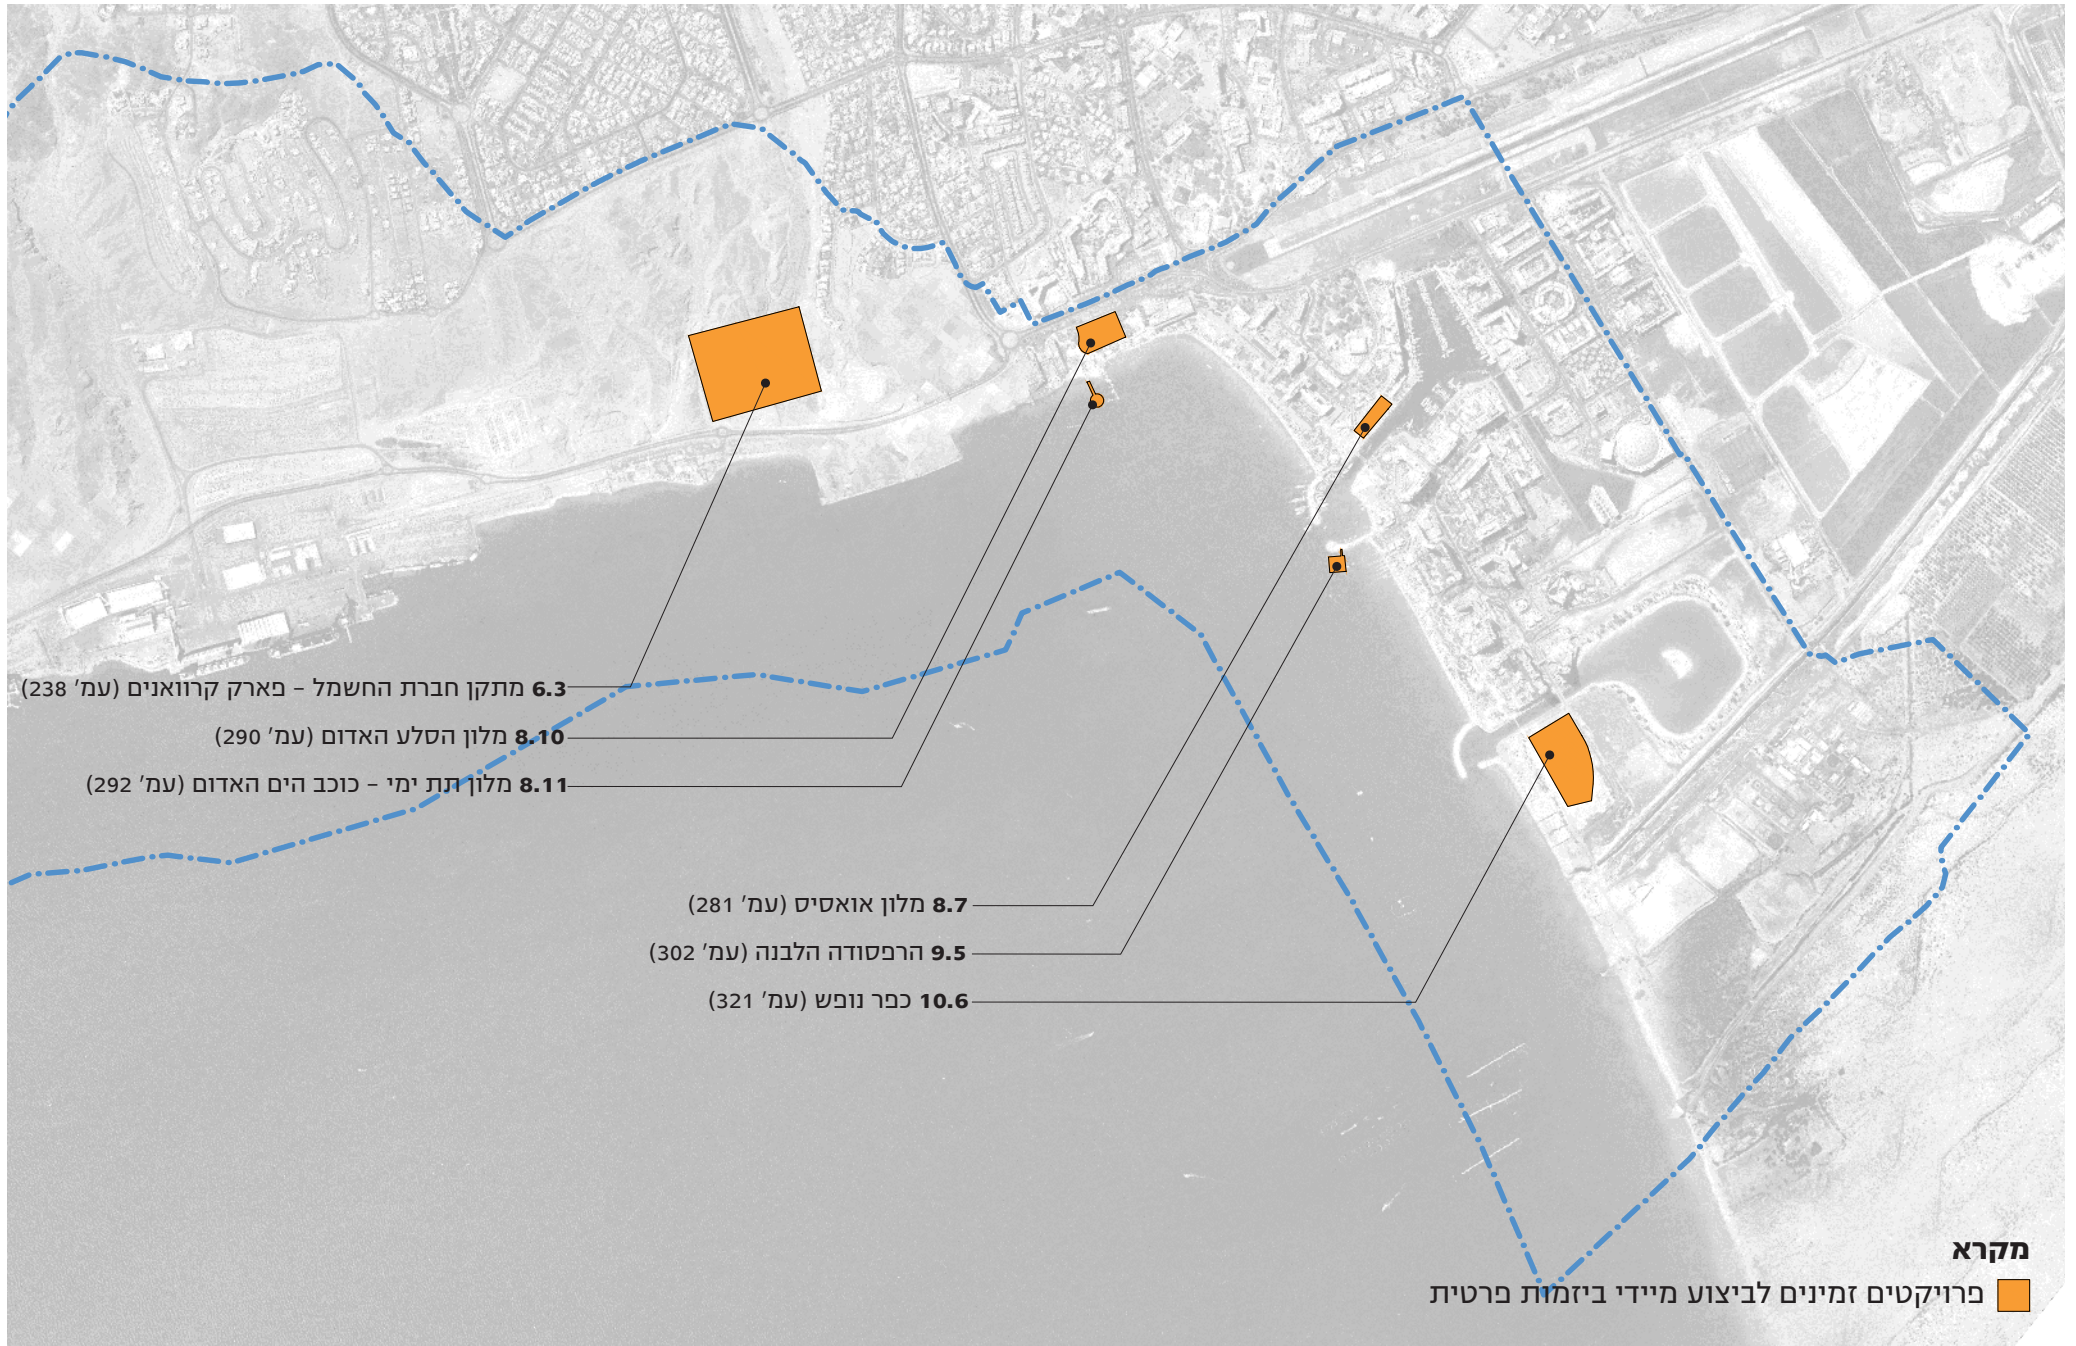 6.3 מתקן חברת החשמל – פארק קרוואנים (עמ' 238)
8.10 מלון הסלע האדום (עמ' 290)
8.11 מלון תת ימי – כוכב הים האדום (עמ' 292)
8.7 מלון אואסיס (עמ' 281)
9.5 הרפסודה הלבנה (עמ' 302)
10.6 כפר נופש (עמ' 321)
מקרא
פרויקטים זמינים לביצוע מיידי ביזמות פרטית